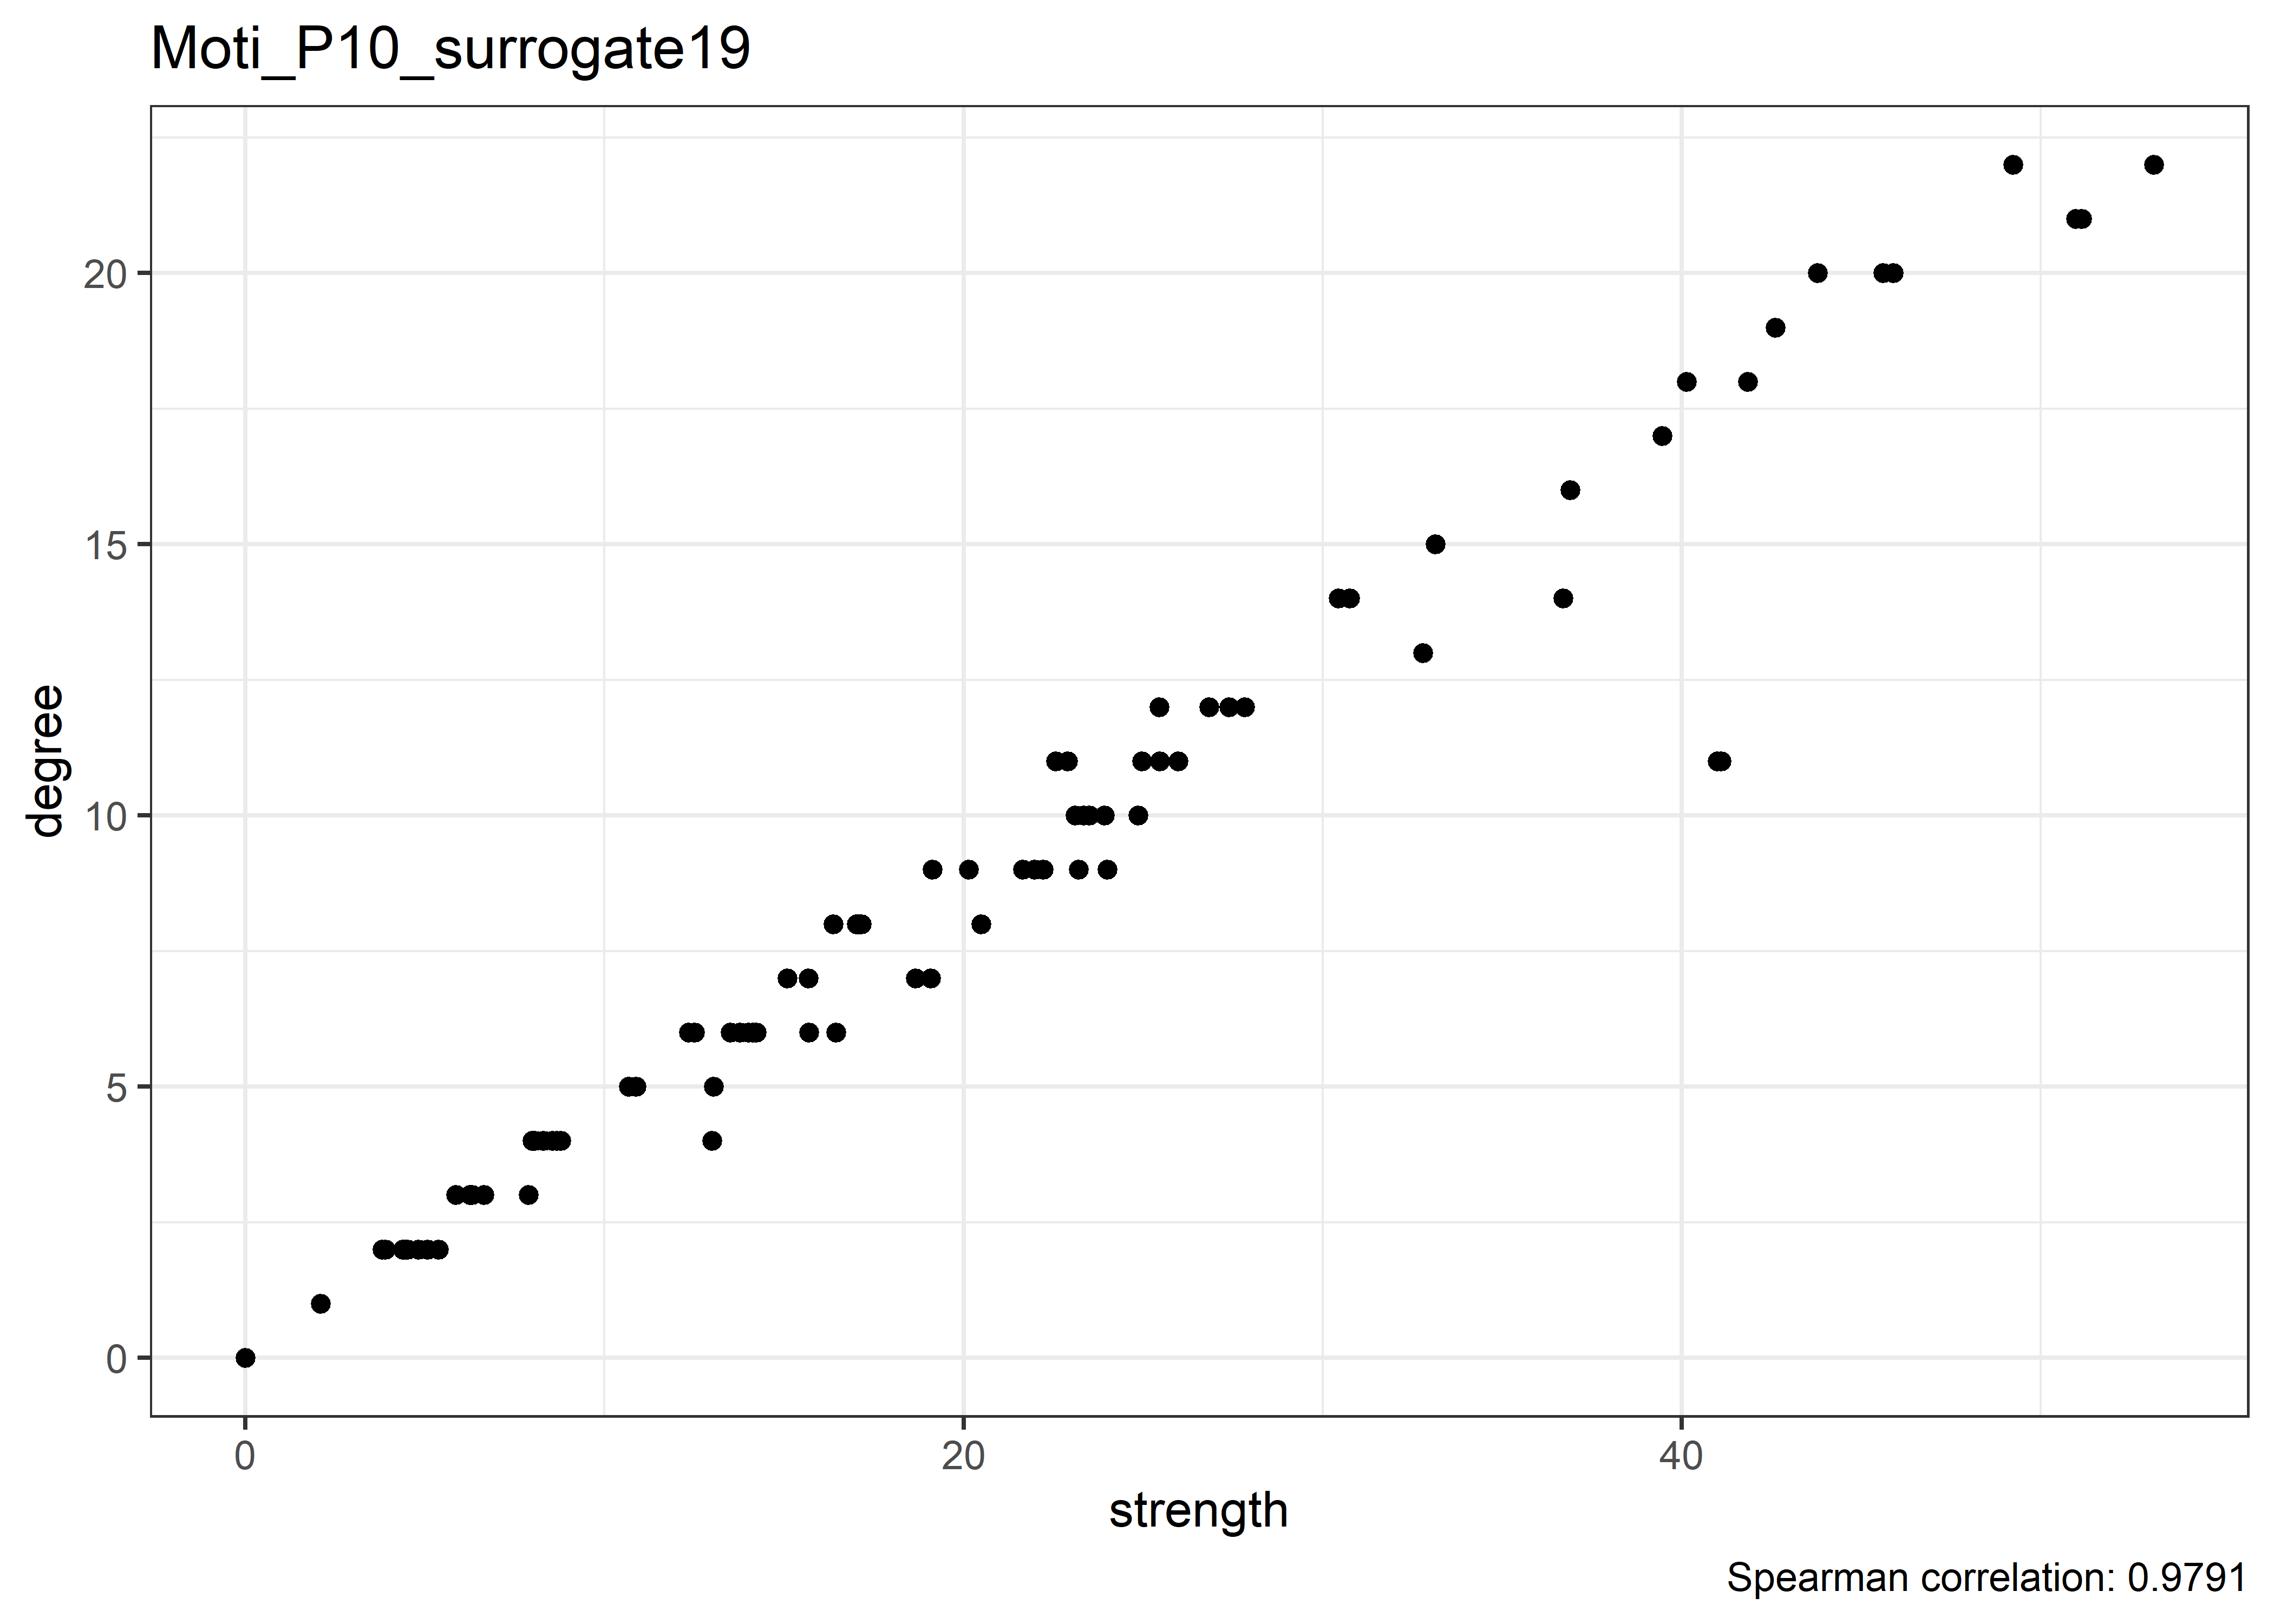 Moti_P10_surrogate19
20
15
10
5
0
degree
0 20 40
strength
Spearman correlation: 0.9791